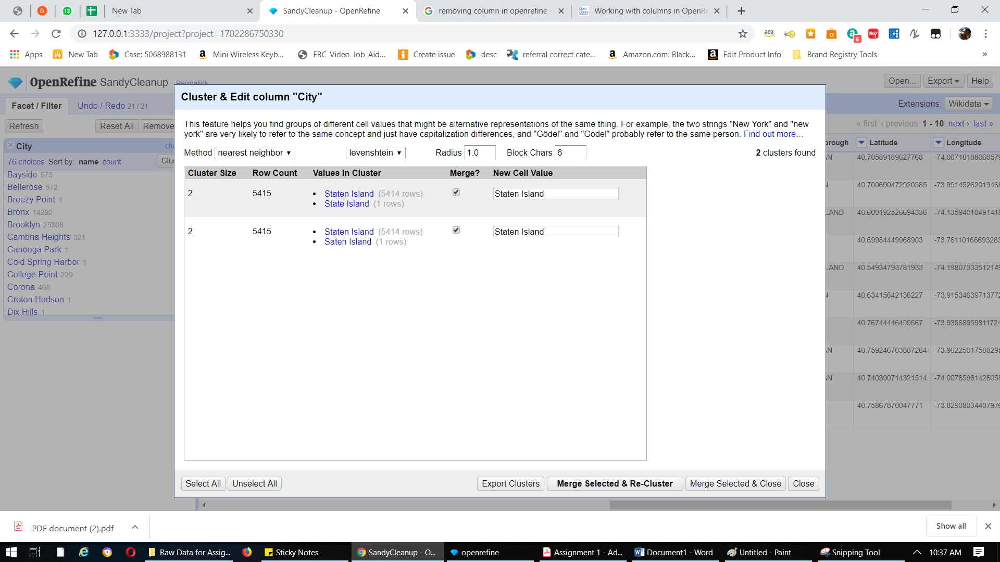 New Tab
SandyCleanup - OpenRefine
removing column in openrefine -
Working with columns in OpenRe
127.0.0.1:3333/project?project=1702286750330
aea
6
Apps
New Tab
Case: 5068988131
Mini Wireless Keyb...
EBC_Video_Job_Aid...
Create issue
desc
referral correct cate...
Amazon.com: Black...
Edit Product Info
Brand Registry Tools
»
OpenRefine SandyCleanup Permalink
Open... Export Help
Facet / Filter Undo / Redo 21 / 21
Extensions: Wikidata
Refresh Reset All Remove
« first ‹ previous 1 - 10 next › last »
City
cha
76 choices Sort by: name count Clus
Bayside 573
Bellerose 572
Breezy Point 4
Bronx 14292
Brooklyn 25308
Cambria Heights 321
Canooga Park 1
Cold Spring Harbor 1
College Point 229
Corona 468
Croton Hudson 1
Dix Hills 1
Cluster & Edit column "City"
This feature helps you find groups of different cell values that might be alternative representations of the same thing. For example, the two strings "New York" and "new
york" are very likely to refer to the same concept and just have capitalization differences, and "Gödel" and "Godel" probably refer to the same person. Find out more...
Method nearest neighbor levenshtein Radius 1.0 Block Chars 6 2 clusters found
Cluster Size Row Count Values in Cluster Merge? New Cell Value
2 5415 Staten Island (5414 rows) Staten Island
State Island (1 rows)
2 5415 Staten Island (5414 rows) Staten Island
Saten Island (1 rows)
Select All Unselect All Export Clusters Merge Selected & Re-Cluster Merge Selected & Close Close
orough Latitude Longitude
AN 40.70589189627768 -74.0071810806057
40.700690472920385 -73.9914526201946
LAND 40.600192526694336 -74.1359401049141
40.69984449968903 -73.7611016669328
LAND 40.54934793781933 -74.1980733351214
40.63415642136227 -73.9153463971377
40.76744446499667 -73.9356895981172
AN 40.759246703887264 -73.9622501758029
AN 40.740390714321514 -74.0078596142605
40.75867870047771 -73.8290803440797
PDF document (2).pdf
Show all
Raw Data for Assig...
Sticky Notes
SandyCleanup - O...
openrefine
Assignment 1 - Ad...
Document1 - Word
Untitled - Paint
Snipping Tool
10:37 AM